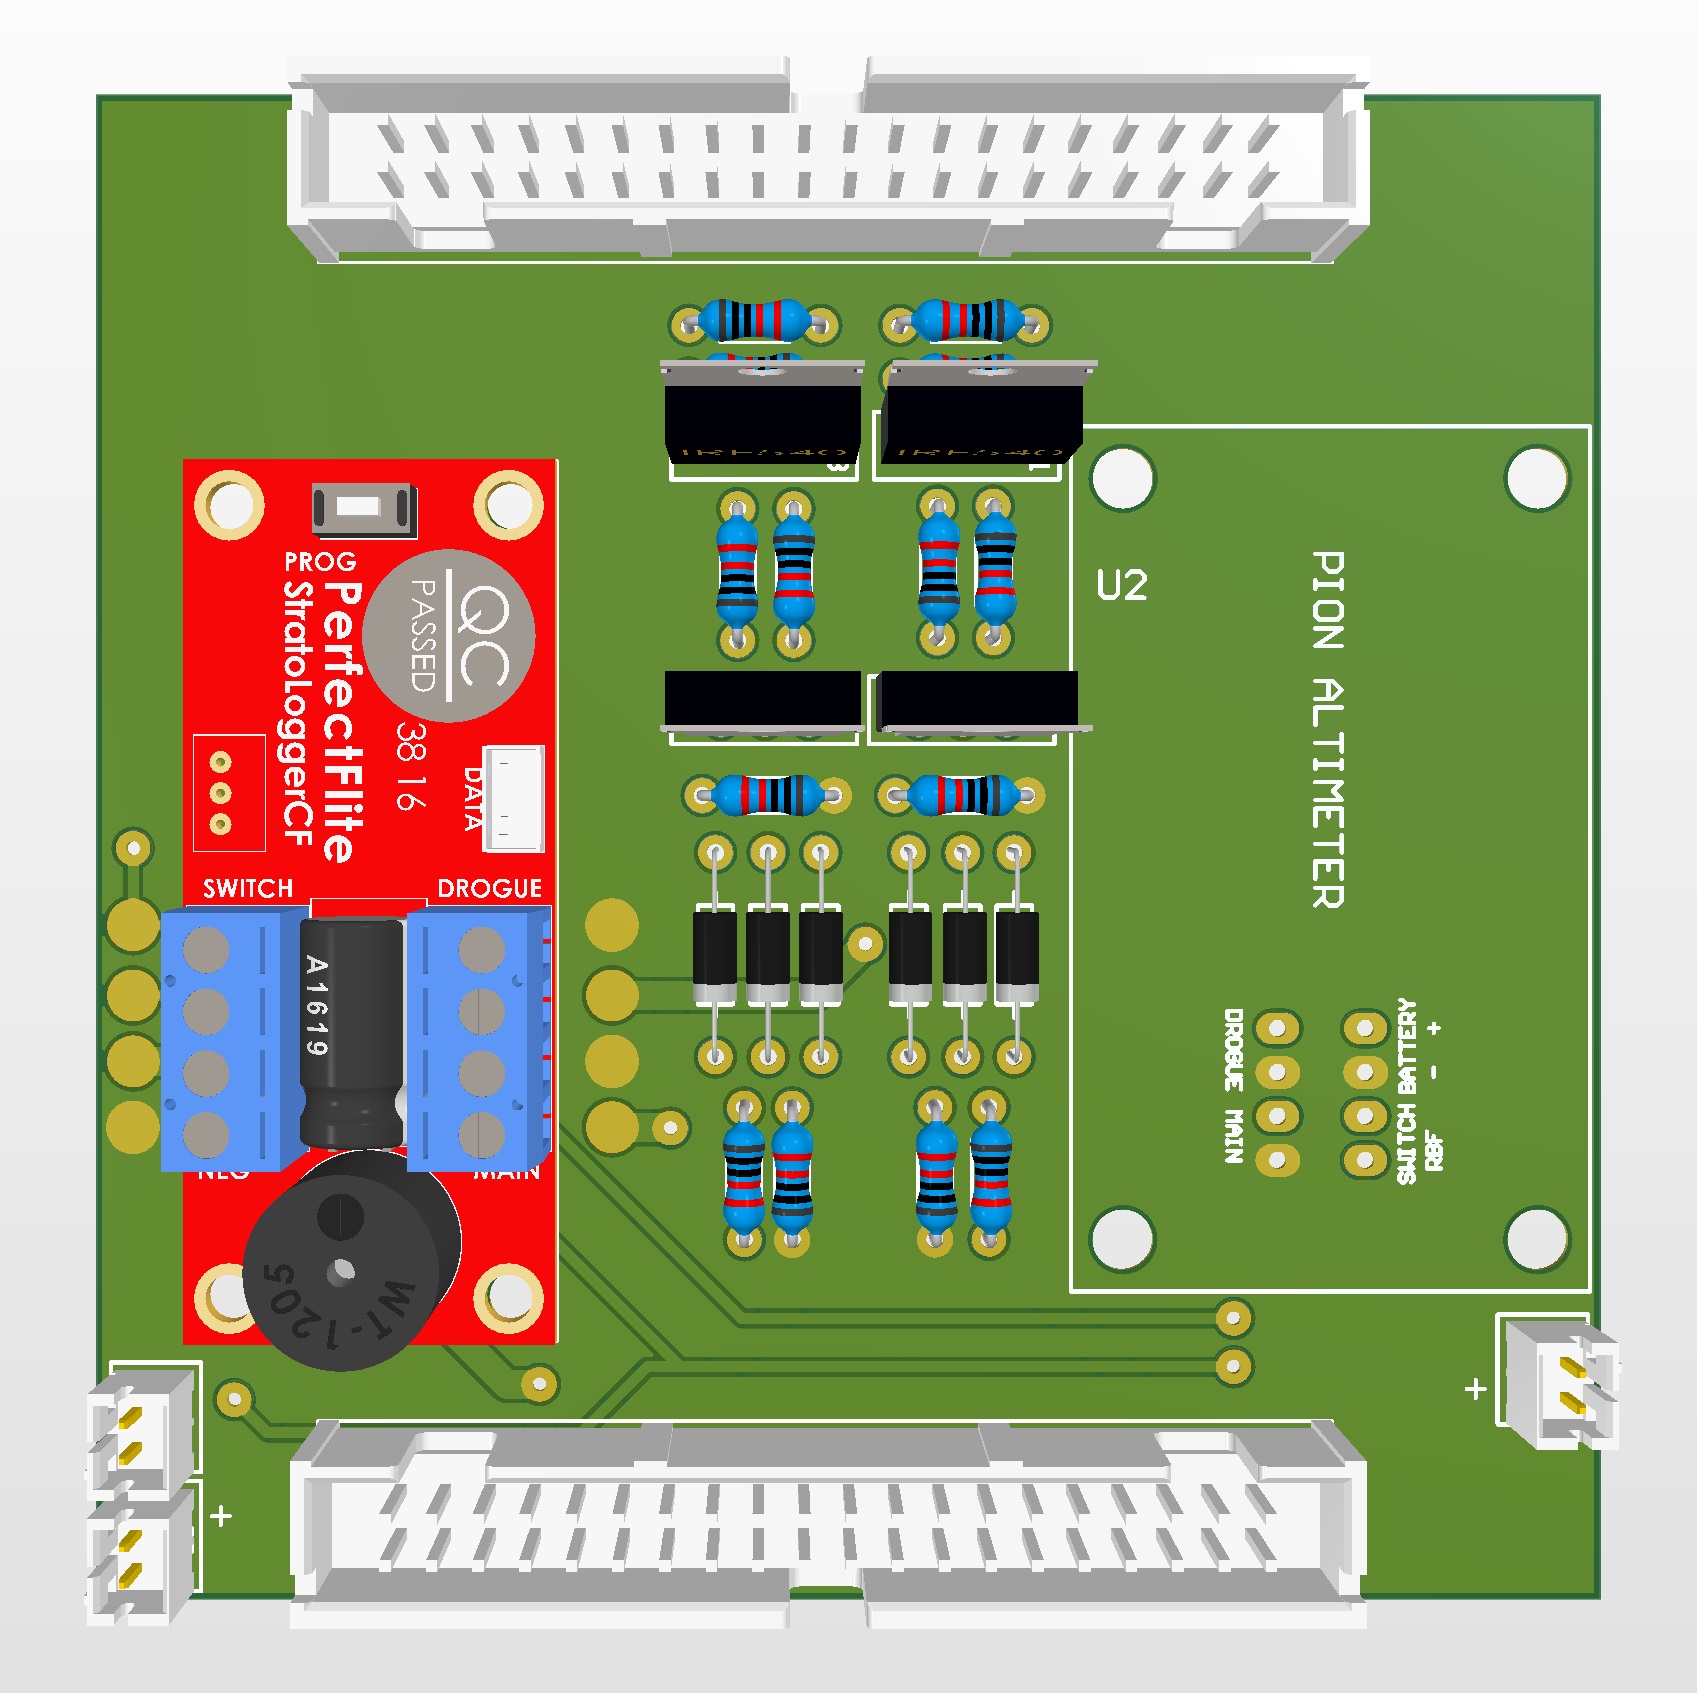 PROG
PerfectFlite
StratoLoggerCF
QC
PASSED
38 16
DATA
SWITCH
DROGUE
A1619
NEG
MAIN
WT-1205
U2
PION ALTIMETER
DROGUE
MAIN
SWITCH BATTERY
RBF
+
-
+
+